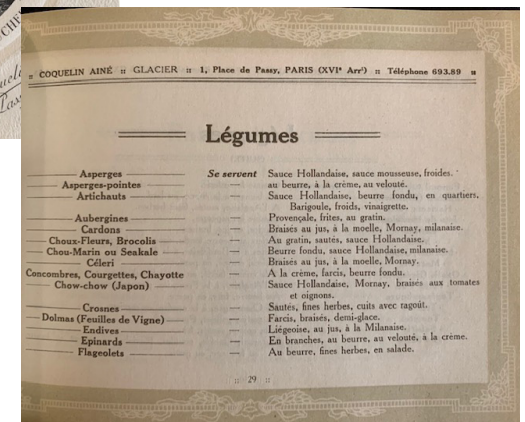 COQUELIN AINÉ :: GLACIER :: 1, Place de Passy, PARIS (XVIᵉ Arrᵗ) :: Téléphone 693.89
Légumes
Asperges Se servent Sauce Hollandaise, sauce mousseuse, froides.
Asperges-pointes — au beurre, à la crème, au velouté.
Artichauts — Sauce Hollandaise, beurre fondu, en quartiers,
Barigoule, froids, vinaigrette.
Aubergines — Provençale, frites, au gratin.
Cardons — Braisés au jus, à la moelle, Mornay, milanaise.
Choux-Fleurs, Brocolis — Au gratin, sautés, sauce Hollandaise.
Chou-Marin ou Seakale — Beurre fondu, sauce Hollandaise, milanaise.
Céleri — Braisés au jus, à la moelle, Mornay.
Concombres, Courgettes, Chayotte — A la crème, farcis, beurre fondu.
Chow-chow (Japon) — Sauce Hollandaise, Mornay, braisés aux tomates
et oignons.
Crosnes — Sautés, fines herbes, cuits avec ragoût.
Dolmas (Feuilles de Vigne) — Farcis, braisés, demi-glace.
Endives — Liégeoise, au jus, à la Milanaise.
Epinards — En branches, au beurre, au velouté, à la crème.
Flageolets — Au beurre, fines herbes, en salade.
:: 29 ::